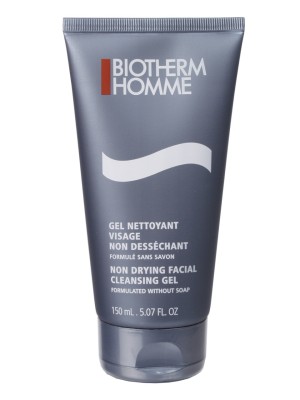 BIOTHERM
HOMME
GEL NETTOYANT
VISAGE
NON DESSÉCHANT
FORMULÉ SANS SAVON
NON DRYING FACIAL
CLEANSING GEL
FORMULATED WITHOUT SOAP
150 mL . 5.07 FL. OZ